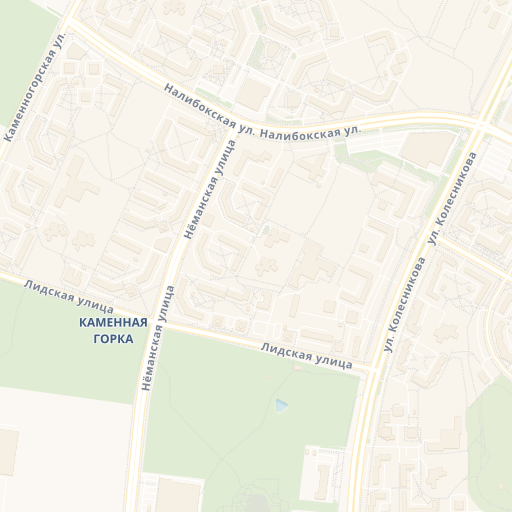 Каменногорская ул.
Налибокская ул. Налибокская ул.
Нёманская улица
ул. Колесникова
Лидская улица
КАМЕННАЯ
ГОРКА
Нёманская улица
ул. Колесникова
Лидская улица